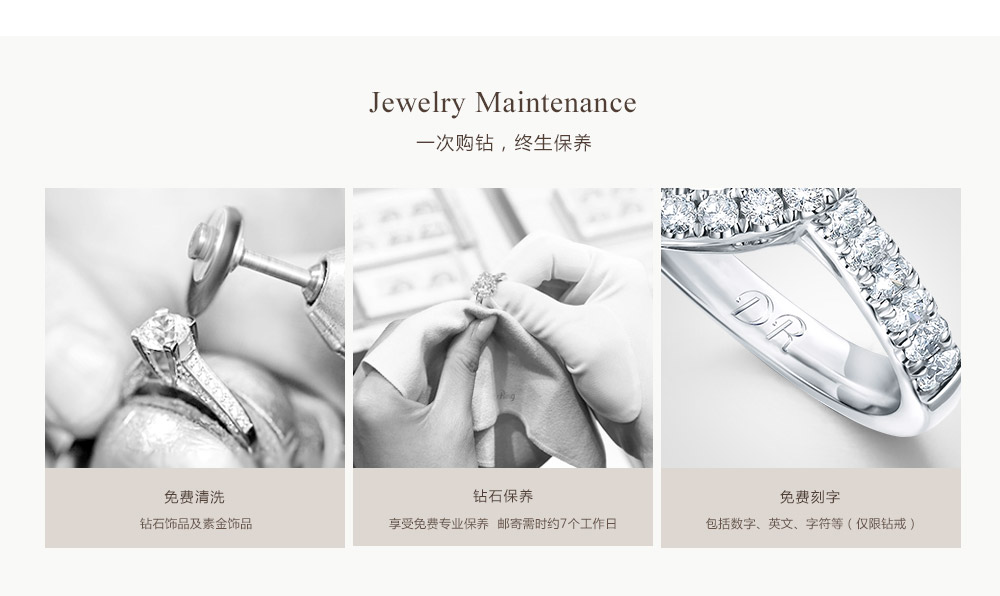 Jewelry Maintenance
一次购钻，终生保养
DR
免费清洗
钻石饰品及素金饰品
钻石保养
享受免费专业保养 邮寄需时约7个工作日
免费刻字
包括数字、英文、字符等（仅限钻戒）